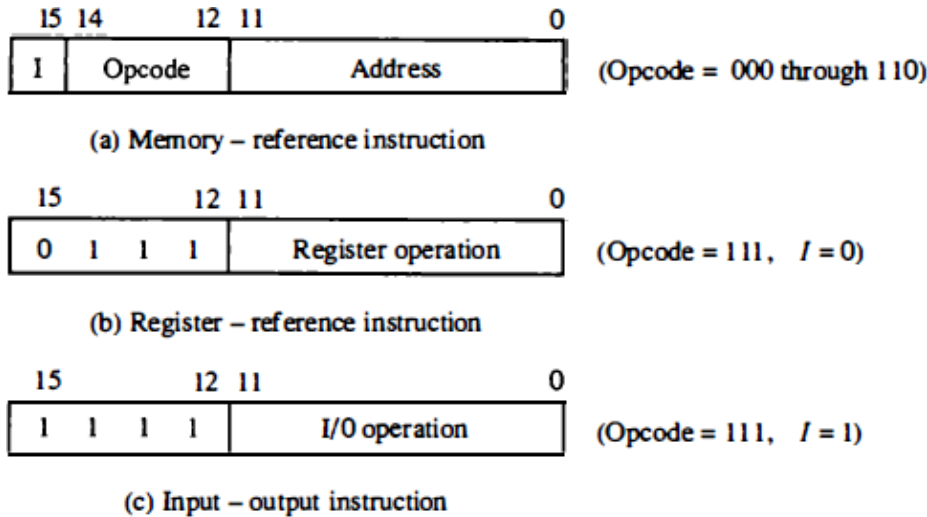 15 14 12 11 0
I Opcode Address (Opcode = 000 through 110)
(a) Memory – reference instruction
15 12 11 0
0 1 1 1 Register operation (Opcode = 111, I = 0)
(b) Register – reference instruction
15 12 11 0
1 1 1 1 I/0 operation (Opcode = 111, I = 1)
(c) Input – output instruction